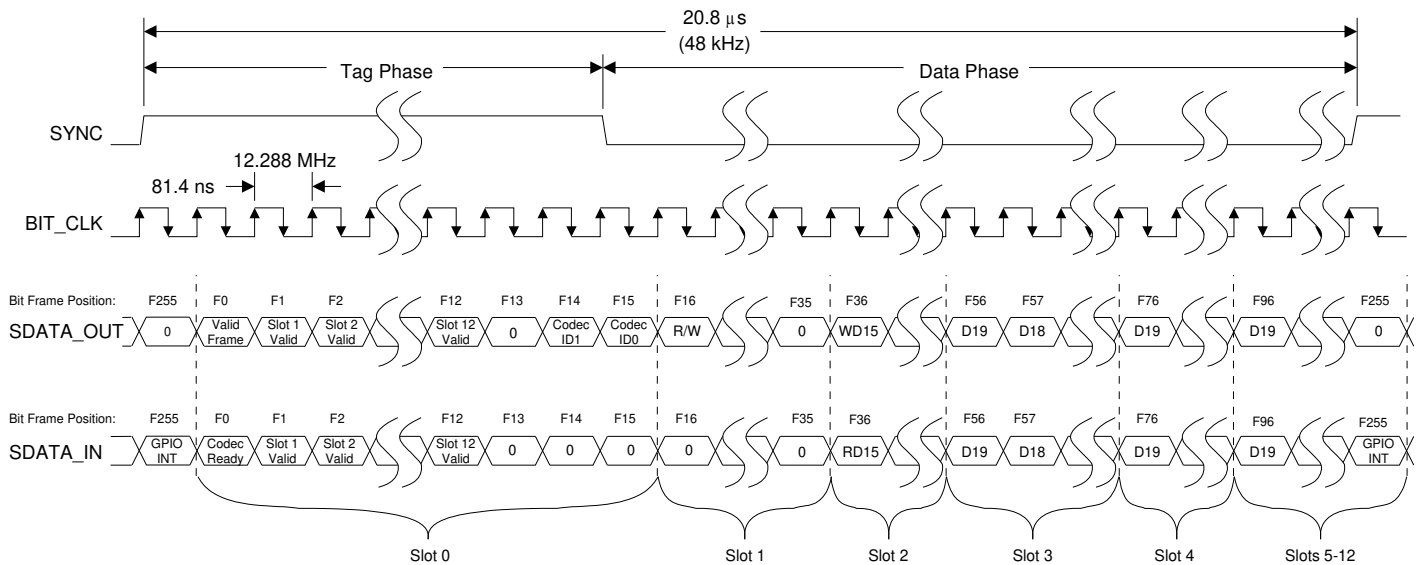 20.8 μs
(48 kHz)
Tag Phase
Data Phase
SYNC
12.288 MHz
81.4 ns
BIT_CLK
Bit Frame Position: F255 F0 F1 F2 F12 F13 F14 F15 F16 F35 F36 F56 F57 F76 F96 F255
SDATA_OUT 0 Valid Frame Slot 1 Valid Slot 2 Valid Slot 12 Valid 0 Codec ID1 Codec ID0 R/W 0 WD15 D19 D18 D19 D19 0
Bit Frame Position: F255 F0 F1 F2 F12 F13 F14 F15 F16 F35 F36 F56 F57 F76 F96 F255
SDATA_IN GPIO INT Codec Ready Slot 1 Valid Slot 2 Valid Slot 12 Valid 0 0 0 0 0 RD15 D19 D18 D19 D19 GPIO INT
Slot 0 Slot 1 Slot 2 Slot 3 Slot 4 Slots 5-12